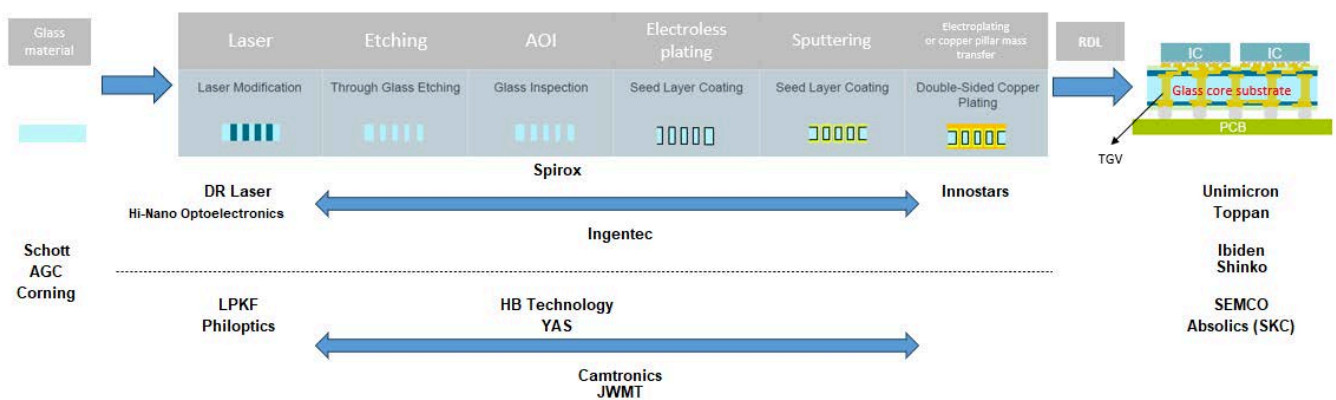 Glass
material
Laser
Etching
AOI
Electroless
plating
Sputtering
Electroplating
or copper pillar mass
transfer
RDL
IC
IC
Laser Modification
Through Glass Etching
Glass Inspection
Seed Layer Coating
Seed Layer Coating
Double-Sided Copper
Plating
Glass core substrate
PCB
TGV
Spirox
DR Laser
Hi-Nano Optoelectronics
Innostars
Ingentec
Unimicron
Toppan
Schott
AGC
Corning
Ibiden
Shinko
LPKF
Philoptics
HB Technology
YAS
SEMCO
Absolics (SKC)
Camtronics
JWMT